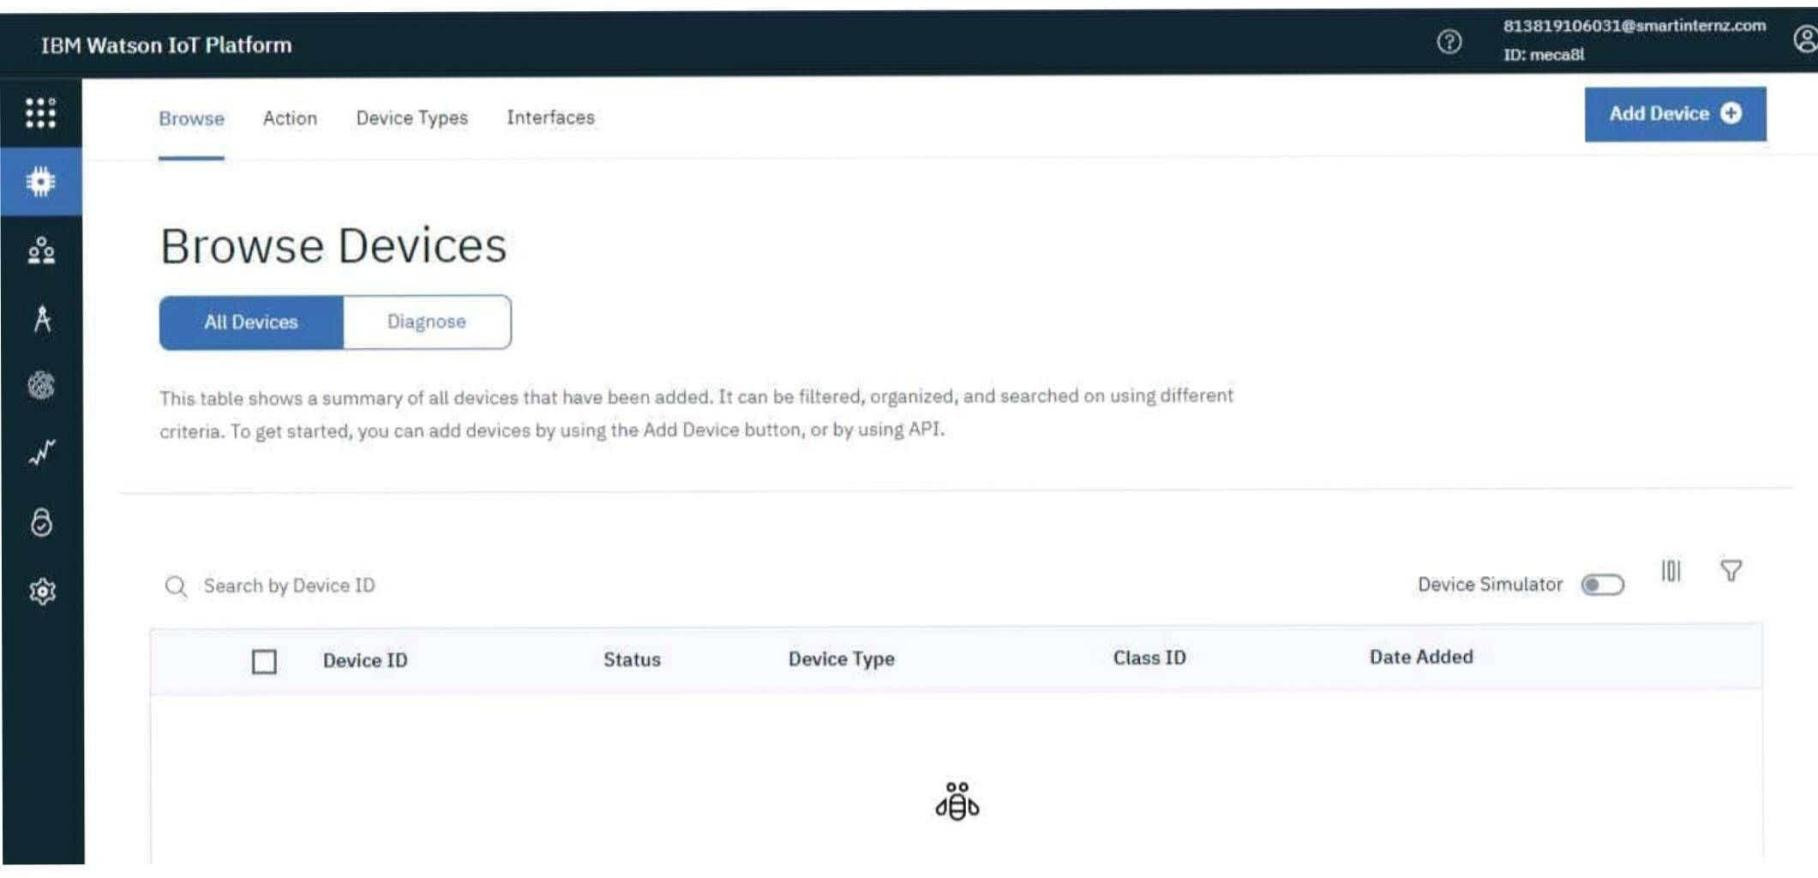 IBM Watson IoT Platform
813819106031@smartinternz.com
ID: meca8l
Browse Action Device Types Interfaces
Add Device
Browse Devices
All Devices Diagnose
This table shows a summary of all devices that have been added. It can be filtered, organized, and searched on using different
criteria. To get started, you can add devices by using the Add Device button, or by using API.
Search by Device ID
Device Simulator
Device ID Status Device Type Class ID Date Added